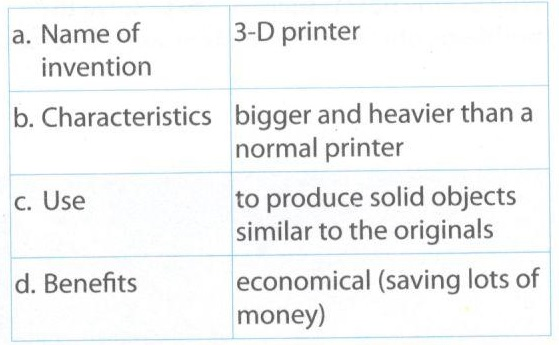 a. Name of 3-D printer
invention
b. Characteristics bigger and heavier than a
normal printer
c. Use to produce solid objects
similar to the originals
d. Benefits economical (saving lots of
money)